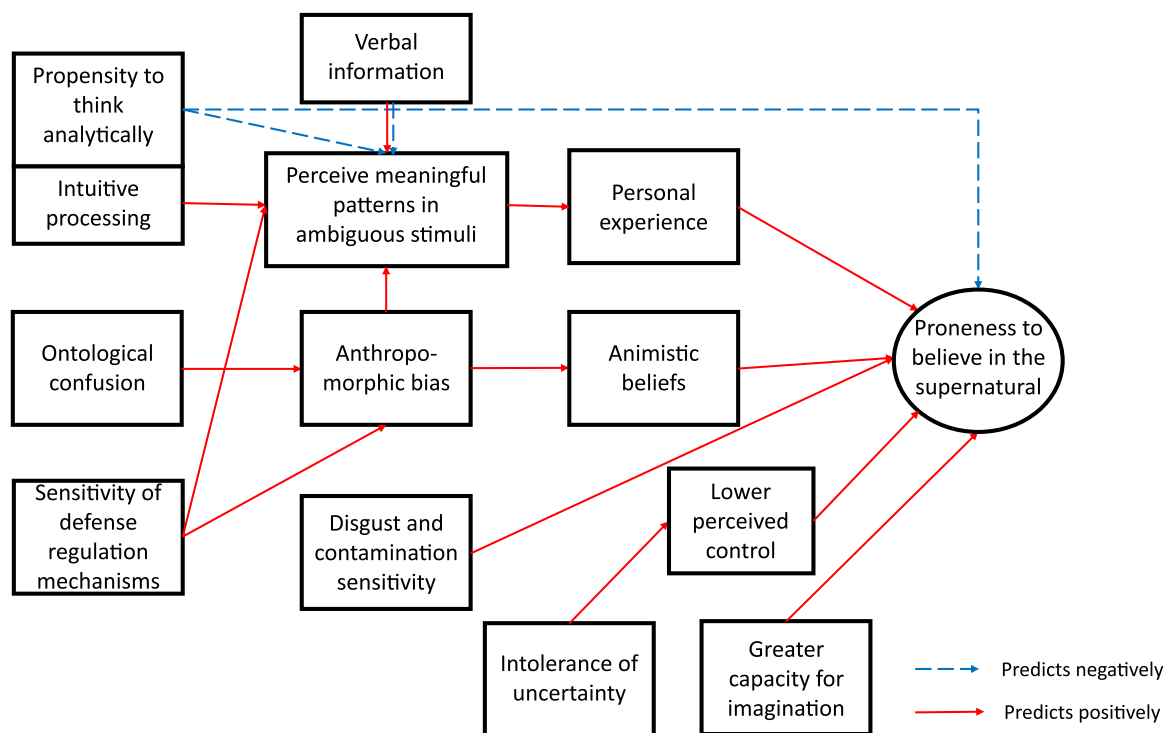 Verbal
information
Propensity to
think
analytically
Intuitive
processing
Perceive meaningful
patterns in
ambiguous stimuli
Personal
experience
Ontological
confusion
Anthropo-
morphic bias
Animistic
beliefs
Proneness to
believe in the
supernatural
Sensitivity of
defense
regulation
mechanisms
Disgust and
contamination
sensitivity
Lower
perceived
control
Intolerance of
uncertainty
Greater
capacity for
imagination
Predicts negatively
Predicts positively